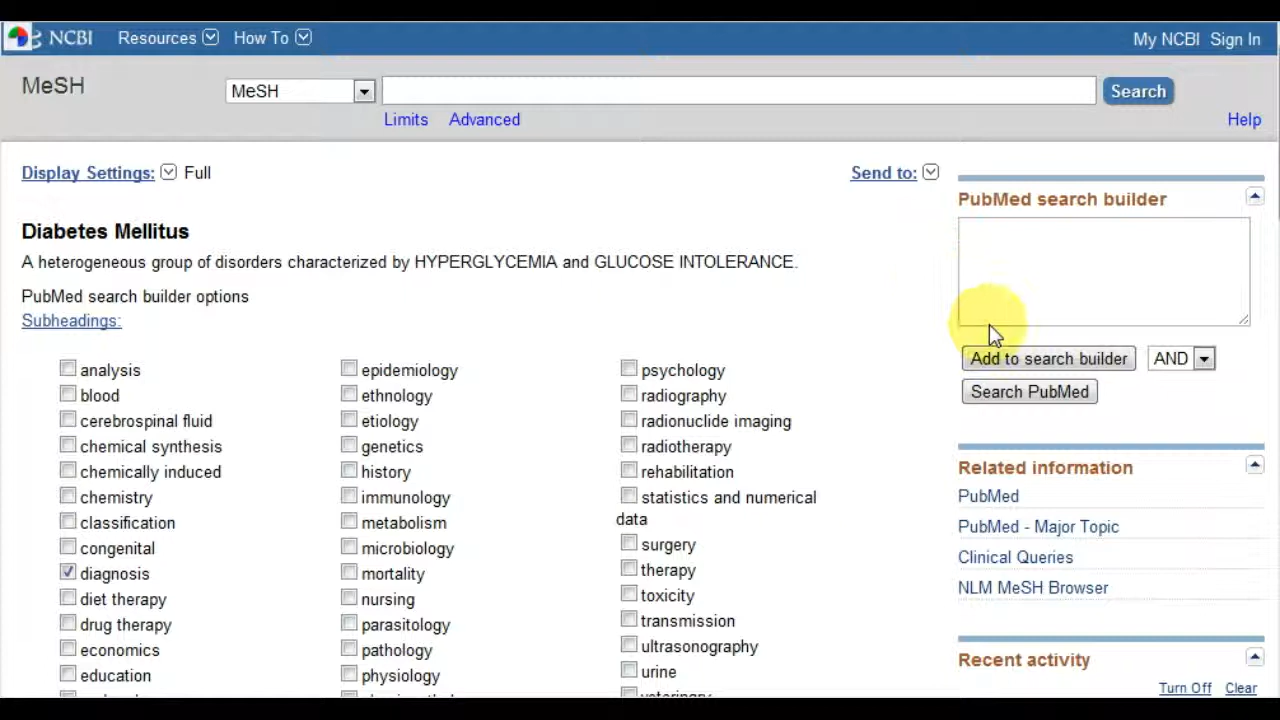 NCBI Resources How To My NCBI Sign In
MeSH MeSH Search
Limits Advanced Help
Display Settings: Full Send to:
Diabetes Mellitus
A heterogeneous group of disorders characterized by HYPERGLYCEMIA and GLUCOSE INTOLERANCE.
PubMed search builder options
Subheadings:
analysis
blood
cerebrospinal fluid
chemical synthesis
chemically induced
chemistry
classification
congenital
diagnosis
diet therapy
drug therapy
economics
education
epidemiology
ethnology
etiology
genetics
history
immunology
metabolism
microbiology
mortality
nursing
parasitology
pathology
physiology
psychology
radiography
radionuclide imaging
radiotherapy
rehabilitation
statistics and numerical
data
surgery
therapy
toxicity
transmission
ultrasonography
urine
veterinary
PubMed search builder
Add to search builder AND
Search PubMed
Related information
PubMed
PubMed - Major Topic
Clinical Queries
NLM MeSH Browser
Recent activity
Turn Off Clear